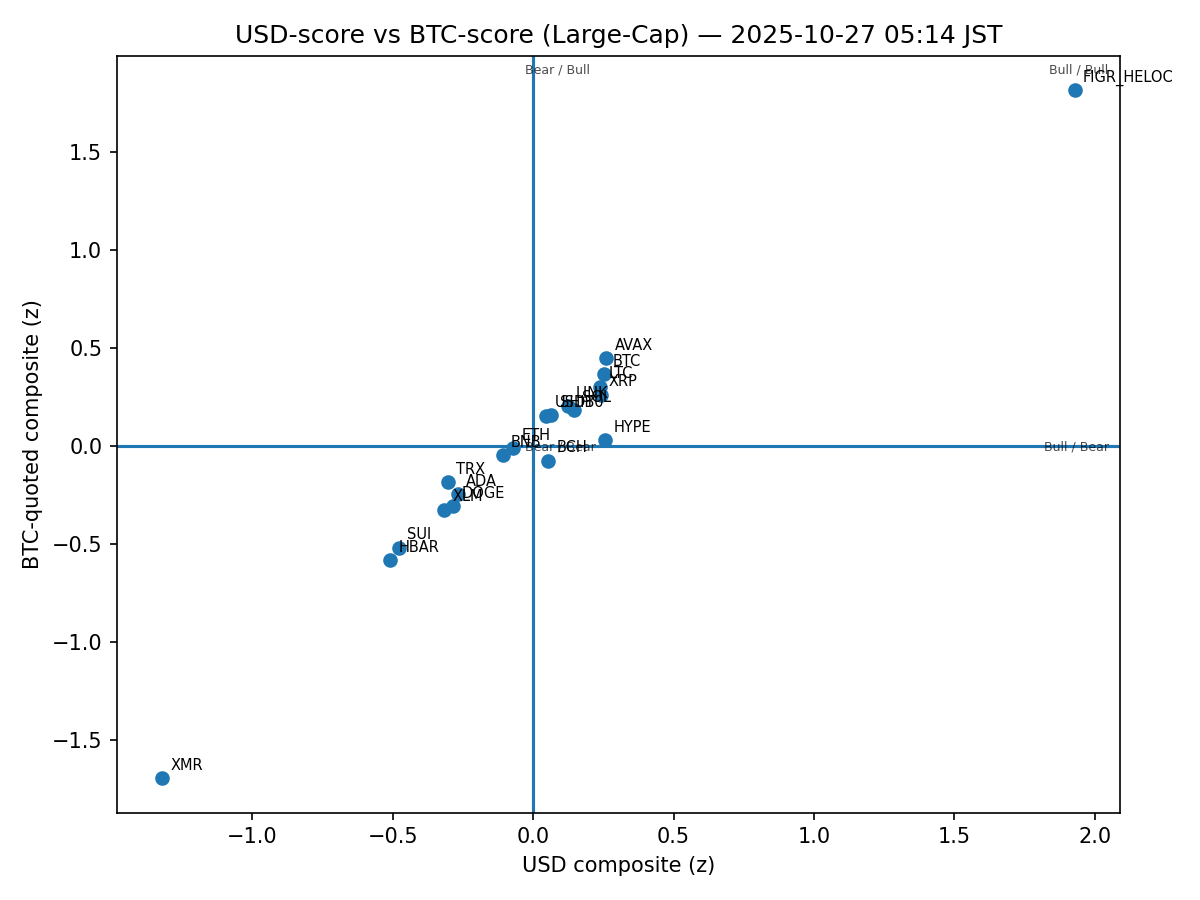 USD-score vs BTC-score (Large-Cap) — 2025-10-27 05:14 JST
Bear / Bull
Bull / Bull
FIGR_HELOC
1.5
1.0
0.5
0.0
−0.5
−1.0
−1.5
BTC-quoted composite (z)
AVAX
BTC
LTC
XRP
LINK
HYPE
ETH
BNB
BCH
Bear / Bear
Bull / Bear
TRX
ADA
DOGE
XLM
SUI
HBAR
XMR
−1.0
−0.5
0.0
0.5
1.0
1.5
2.0
USD composite (z)